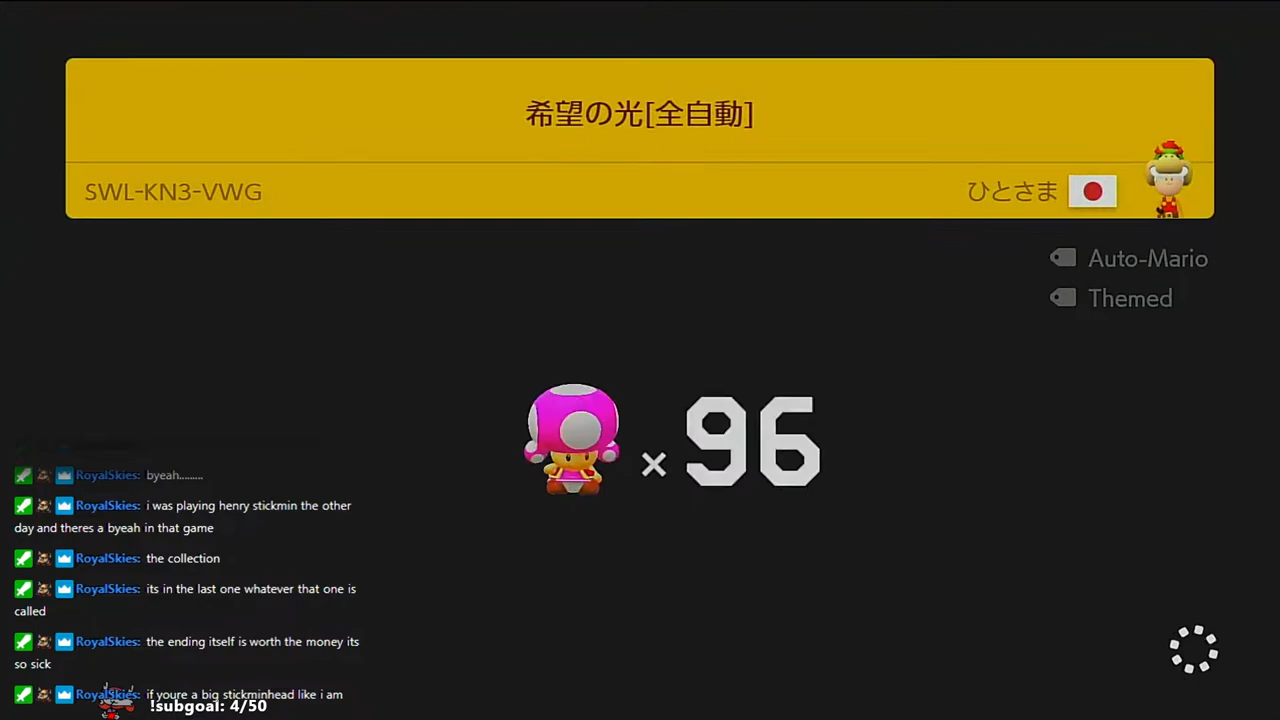 希望の光[全自動]
SWL-KN3-VWG
ひとさま
Auto-Mario
Themed
× 96
RoyalSkies: byeah.........
RoyalSkies: i was playing henry stickmin the other
day and theres a byeah in that game
RoyalSkies: the collection
RoyalSkies: its in the last one whatever that one is
called
RoyalSkies: the ending itself is worth the money its
so sick
RoyalSkies: if youre a big stickminhead like i am
!subgoal: 4/50